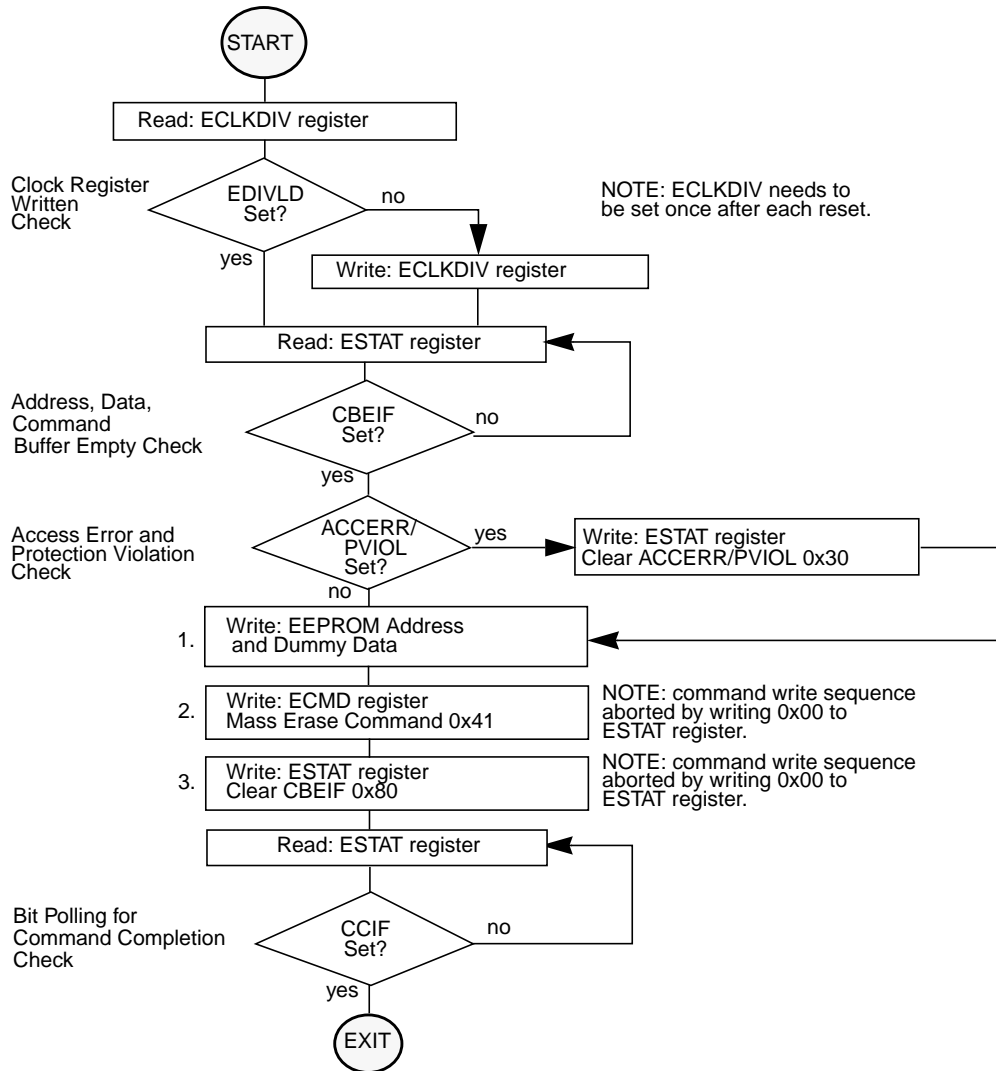 START
Read: ECLKDIV register
Clock Register
Written
Check
EDIVLD
Set?
no
yes
NOTE: ECLKDIV needs to
be set once after each reset.
Write: ECLKDIV register
Read: ESTAT register
Address, Data,
Command
Buffer Empty Check
CBEIF
Set?
no
yes
Access Error and
Protection Violation
Check
ACCERR/
PVIOL
Set?
yes
no
Write: ESTAT register
Clear ACCERR/PVIOL 0x30
1.
Write: EEPROM Address
and Dummy Data
2.
Write: ECMD register
Mass Erase Command 0x41
NOTE: command write sequence
aborted by writing 0x00 to
ESTAT register.
3.
Write: ESTAT register
Clear CBEIF 0x80
NOTE: command write sequence
aborted by writing 0x00 to
ESTAT register.
Read: ESTAT register
Bit Polling for
Command Completion
Check
CCIF
Set?
no
yes
EXIT